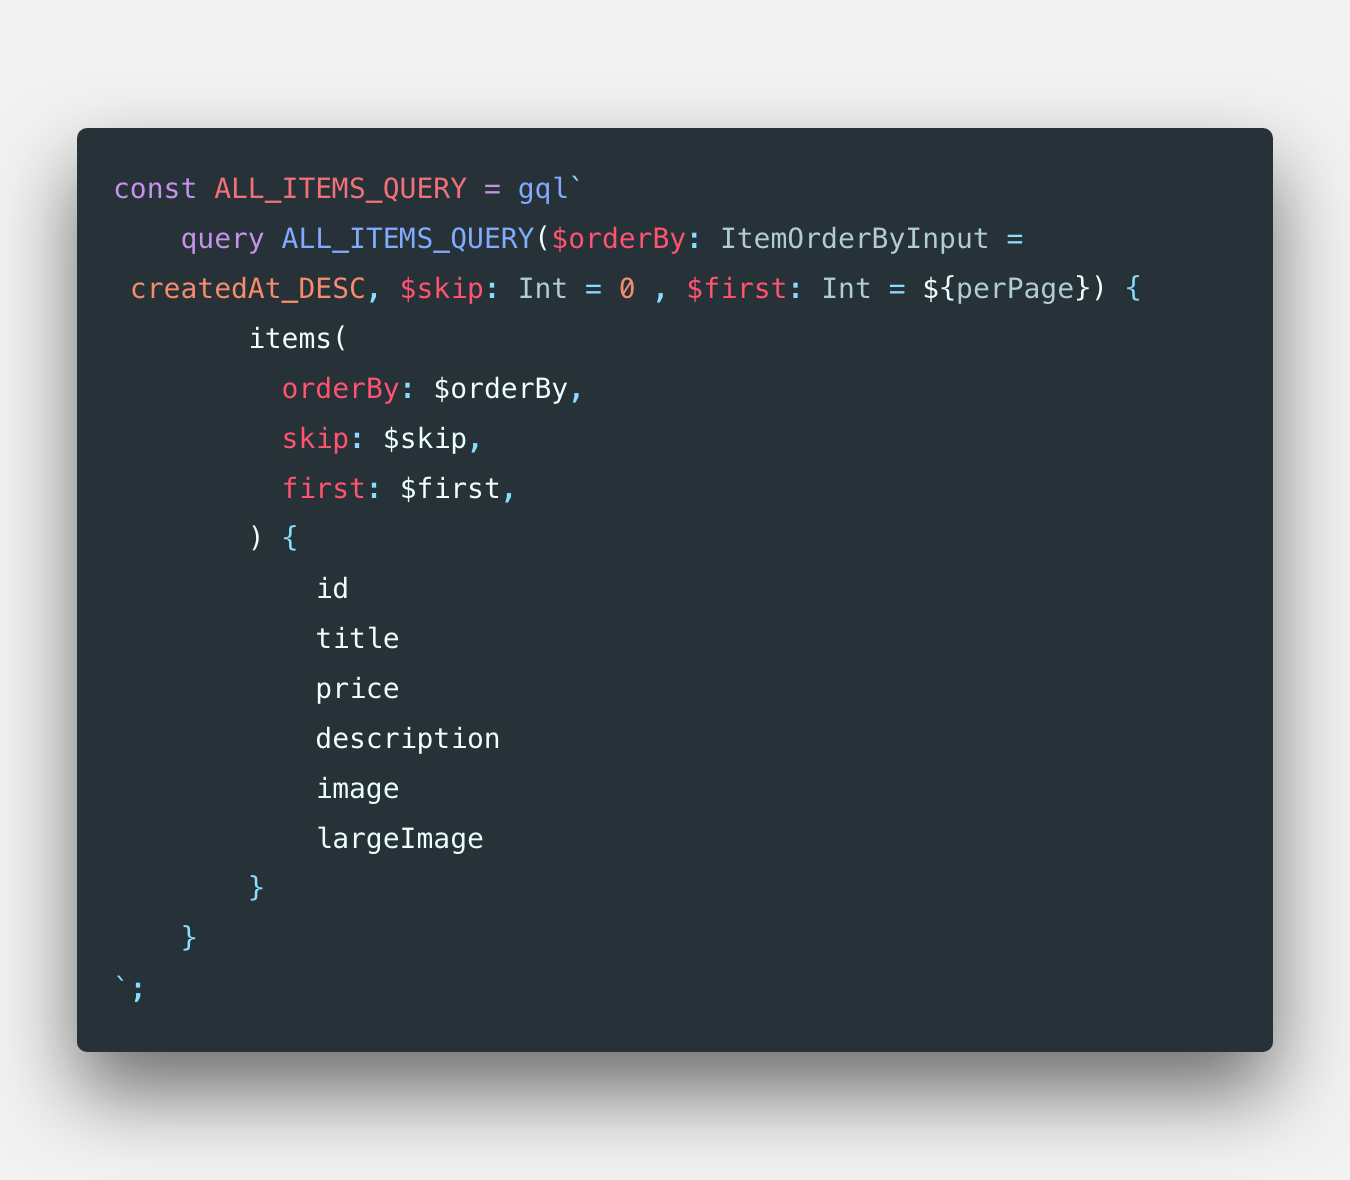 const ALL_ITEMS_QUERY = gql`
    query ALL_ITEMS_QUERY($orderBy: ItemOrderByInput =
 createdAt_DESC, $skip: Int = 0 , $first: Int = ${perPage}) {
        items(
          orderBy: $orderBy,
          skip: $skip,
          first: $first,
        ) {
            id
            title
            price
            description
            image
            largeImage
        }
    }
`;